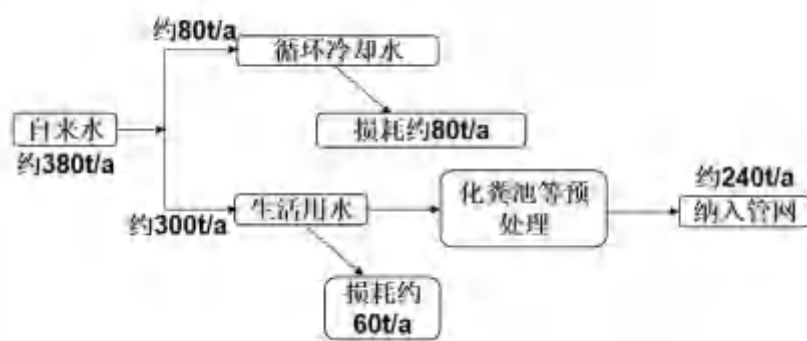 约80t/a
循环冷却水
自来水
约380t/a
损耗约80t/a
约300t/a
生活用水
化粪池等预
处理
约240t/a
纳入管网
损耗约
60t/a